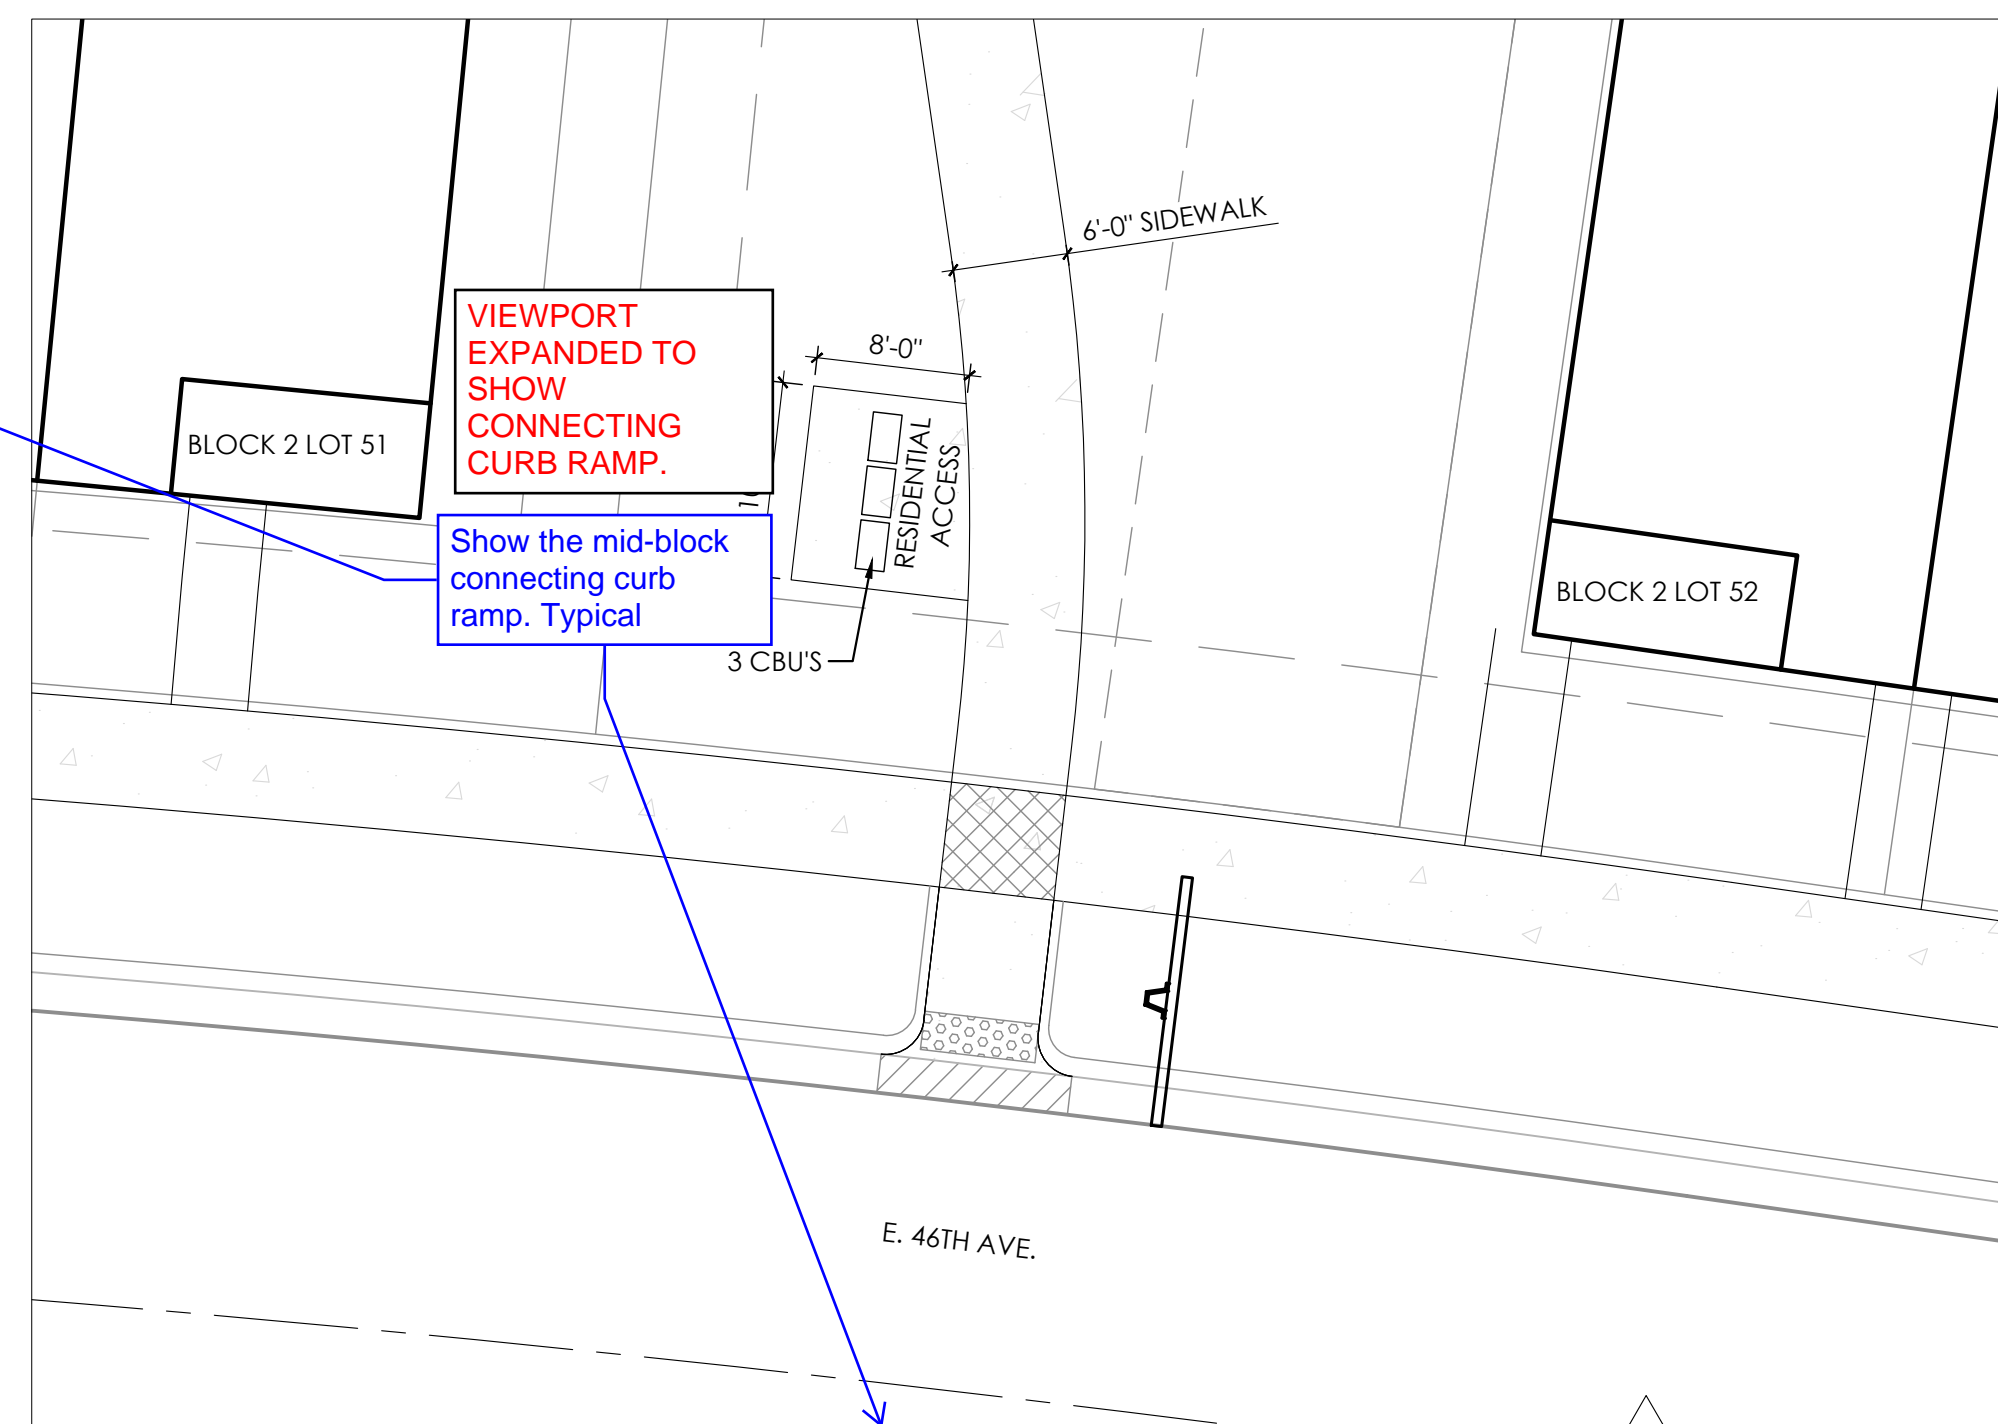 6'-0" SIDEWALK
8'-0"
VIEWPORT
EXPANDED TO
SHOW
CONNECTING
CURB RAMP.
BLOCK 2 LOT 51
RESIDENTIAL
ACCESS
Show the mid-block
connecting curb
ramp. Typical
3 CBU'S
BLOCK 2 LOT 52
E. 46TH AVE.